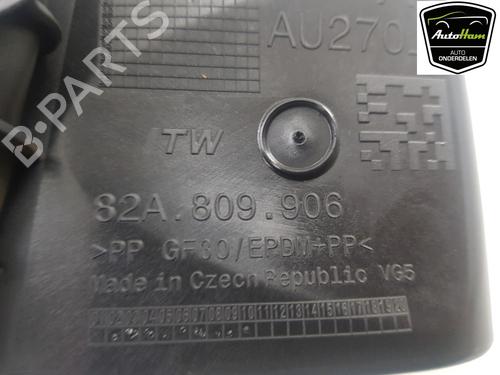 AU270
AutoHam
AUTO
ONDERDELEN
B-PARTS
TW
82A.809.906
>PP GF30/EPDM+PP<
Made in Czech Republic VG5